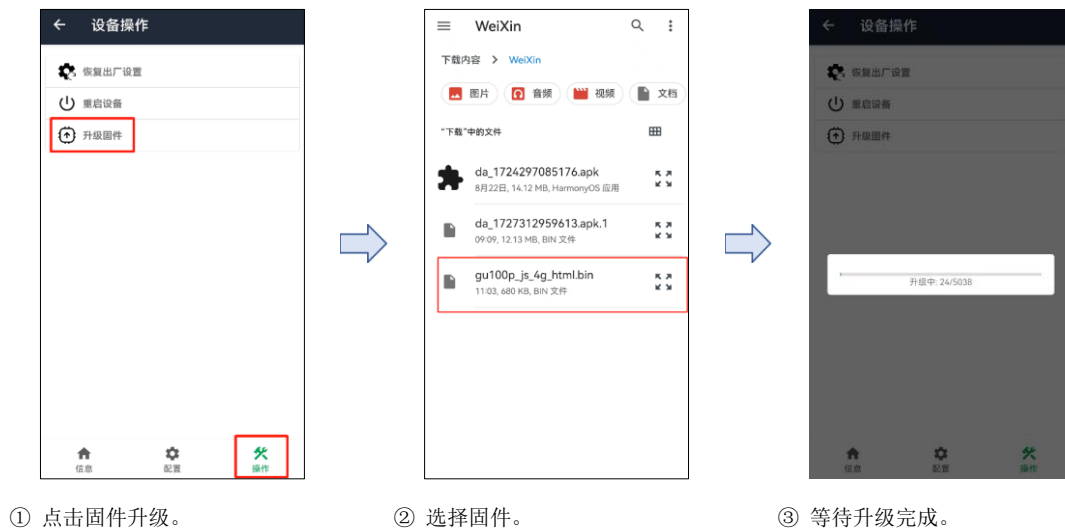 设备操作
恢复出厂设置
重启设备
升级固件
信息
配置
操作
WeiXin
下载内容 > WeiXin
图片
音频
视频
文档
“下载”中的文件
da_1724297085176.apk
8月22日, 14.12 MB, HarmonyOS 应用
da_1727312959613.apk.1
09:09, 12.13 MB, BIN 文件
gu100p_js_4g_html.bin
11:03, 680 KB, BIN 文件
设备操作
恢复出厂设置
重启设备
升级固件
升级中: 24/5038
信息
配置
操作
① 点击固件升级。
② 选择固件。
③ 等待升级完成。